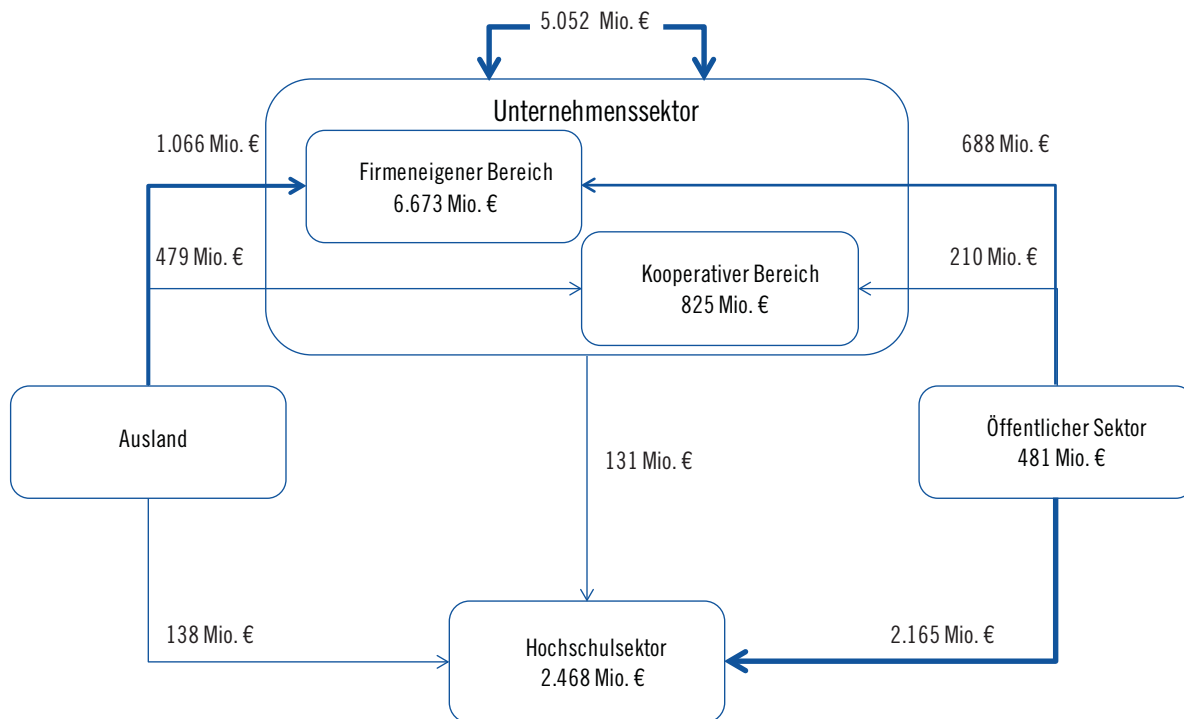 5.052 Mio. €
Unternehmenssektor
1.066 Mio. €
688 Mio. €
Firmeneigener Bereich
6.673 Mio. €
479 Mio. €
210 Mio. €
Kooperativer Bereich
825 Mio. €
Ausland
Öffentlicher Sektor
481 Mio. €
131 Mio. €
138 Mio. €
2.165 Mio. €
Hochschulsektor
2.468 Mio. €